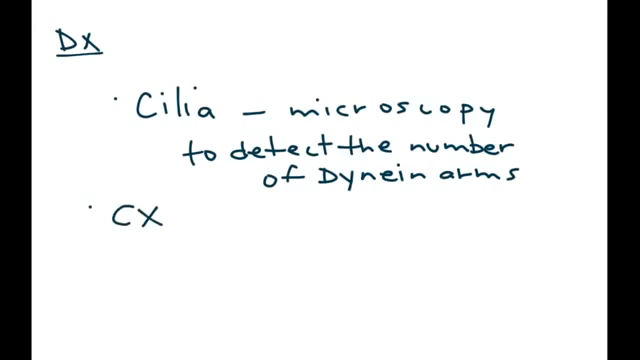 DX
· Cilia - microscopy
to detect the number
of Dynein arms
· CX